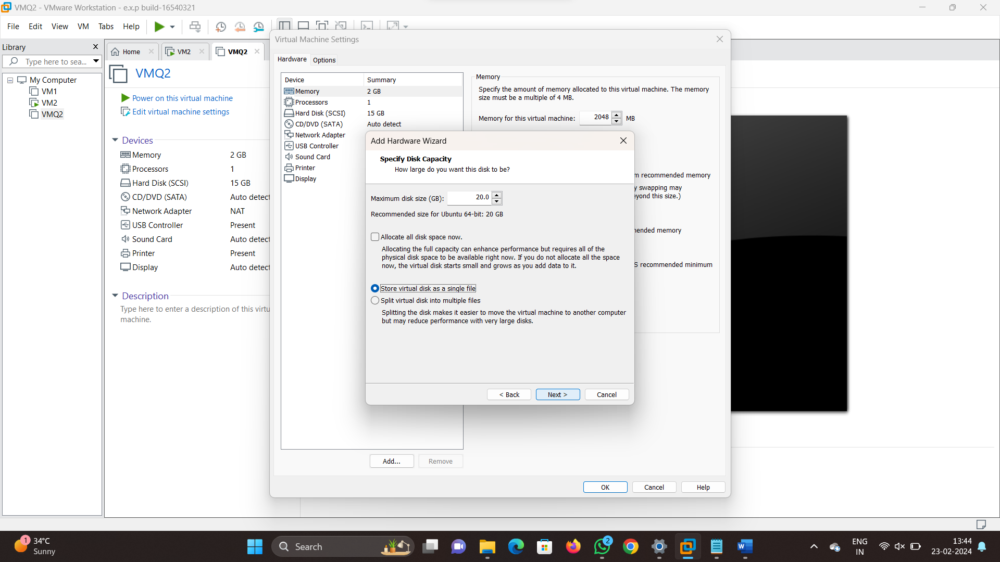 VMQ2 - VMware Workstation - e.x.p build-16540321
File Edit View VM Tabs Help
Library
Type here to sea...
My Computer
VM1
VM2
VMQ2
Home
VM2
VMQ2
VMQ2
Power on this virtual machine
Edit virtual machine settings
Devices
Memory 2 GB
Processors 1
Hard Disk (SCSI) 15 GB
CD/DVD (SATA) Auto detect
Network Adapter NAT
USB Controller Present
Sound Card Auto detect
Printer Present
Display Auto detect
Description
Type here to enter a description of this virtu
machine.
Virtual Machine Settings
Hardware Options
Device Summary
Memory 2 GB
Processors 1
Hard Disk (SCSI) 15 GB
CD/DVD (SATA) Auto detect
Network Adapter
USB Controller
Sound Card
Printer
Display
Add... Remove
Memory
Specify the amount of memory allocated to this virtual machine. The memory
size must be a multiple of 4 MB.
Memory for this virtual machine: 2048 MB
m recommended memory
y swapping may
eyond this size.)
ended memory
S recommended minimum
Add Hardware Wizard
Specify Disk Capacity
How large do you want this disk to be?
Maximum disk size (GB): 20.0
Recommended size for Ubuntu 64-bit: 20 GB
Allocate all disk space now.
Allocating the full capacity can enhance performance but requires all of the
physical disk space to be available right now. If you do not allocate all the space
now, the virtual disk starts small and grows as you add data to it.
Store virtual disk as a single file
Split virtual disk into multiple files
Splitting the disk makes it easier to move the virtual machine to another computer
but may reduce performance with very large disks.
< Back Next > Cancel
OK Cancel Help
1
34°C
Sunny
Search
2
ENG
IN
13:44
23-02-2024